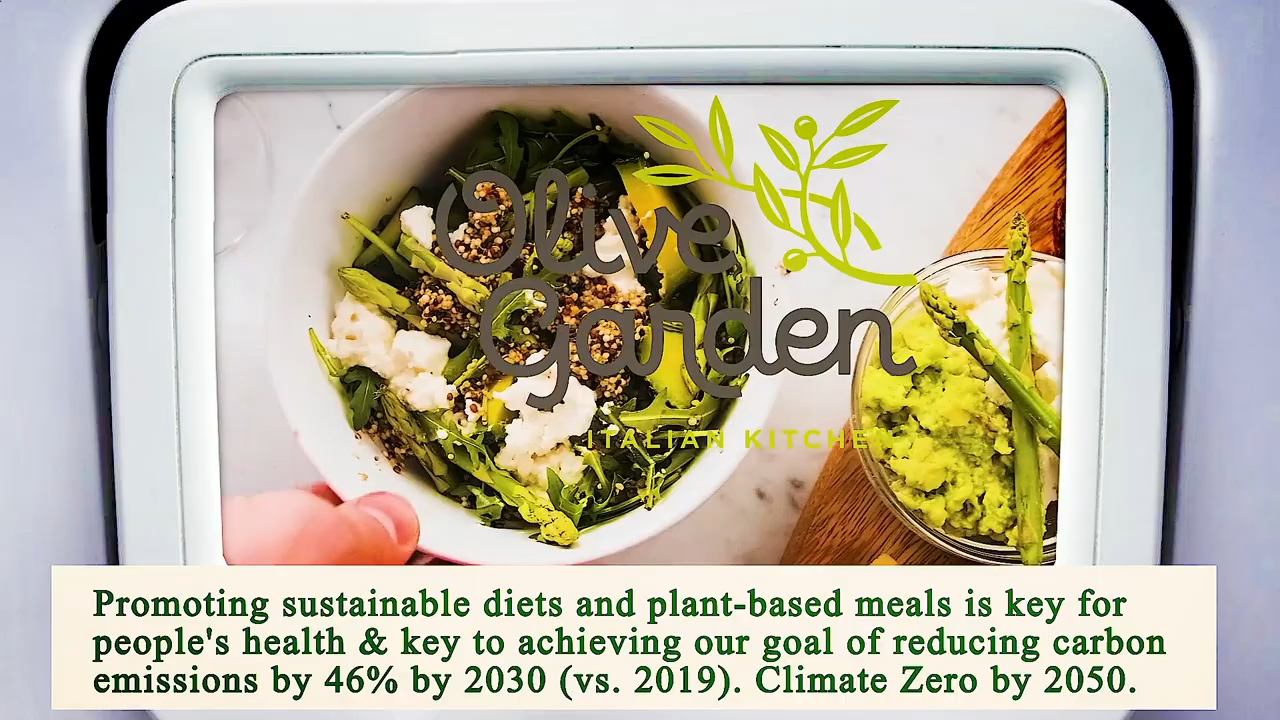 Olive
Garden
ITALIAN KITCHEN
Promoting sustainable diets and plant-based meals is key for
people's health & key to achieving our goal of reducing carbon
emissions by 46% by 2030 (vs. 2019). Climate Zero by 2050.